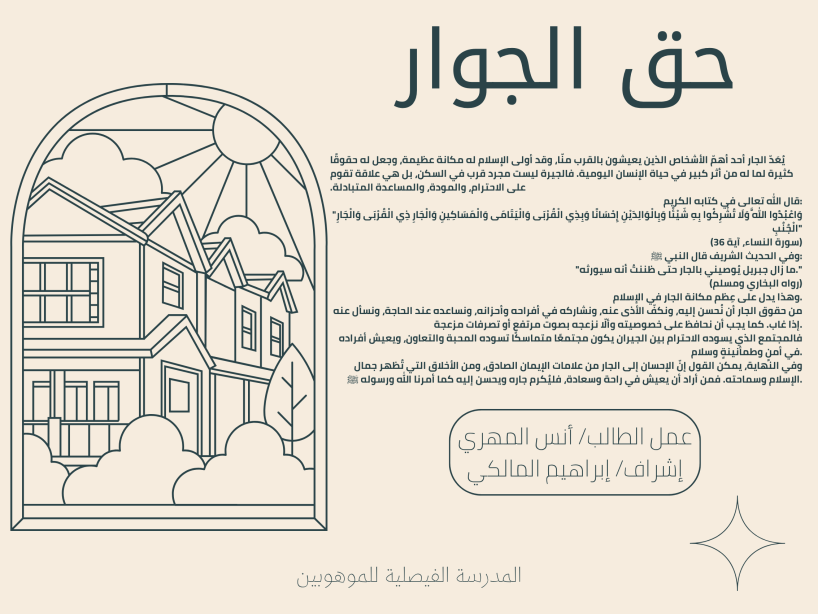 حق الجوار
يُعَدّ الجار أحد أهمّ الأشخاص الذين يعيشون بالقرب منّا، وقد أولى الإسلام له مكانة عظيمة، وجعل له حقوقًا
كثيرة لما له من أثر كبير في حياة الإنسان اليومية. فالجيرة ليست مجرد قرب في السكن، بل هي علاقة تقوم
على الاحترام، والمودة، والمساعدة المتبادلة.
قال الله تعالى في كتابه الكريم:
"وَاعْبُدُوا اللَّهَ وَلَا تُشْرِكُوا بِهِ شَيْئًا وَبِالْوَالِدَيْنِ إِحْسَانًا وَبِذِي الْقُرْبَى وَالْيَتَامَى وَالْمَسَاكِينِ وَالْجَارِ ذِي الْقُرْبَى وَالْجَارِ
الْجُنُبِ"
(سورة النساء، آية 36)
وفي الحديث الشريف قال النبي ﷺ:
"ما زال جبريل يُوصيني بالجار حتى ظننتُ أنه سيورثه."
(رواه البخاري ومسلم)
وهذا يدل على عِظَم مكانة الجار في الإسلام.
من حقوق الجار أن نُحسن إليه، ونكفّ الأذى عنه، ونشاركه في أفراحه وأحزانه، ونساعده عند الحاجة، ونسأل عنه
إذا غاب. كما يجب أن نحافظ على خصوصيته وألّا نزعجه بصوت مرتفع أو تصرفات مزعجة.
فالمجتمع الذي يسوده الاحترام بين الجيران يكون مجتمعًا متماسكًا تسوده المحبة والتعاون، ويعيش أفراده
في أمنٍ وطمأنينةٍ وسلام.
وفي النهاية، يمكن القول إنّ الإحسان إلى الجار من علامات الإيمان الصادق، ومن الأخلاق التي تُظهر جمال
الإسلام وسماحته. فمن أراد أن يعيش في راحة وسعادة، فليُكرم جاره ويحسن إليه كما أمرنا الله ورسوله ﷺ.
عمل الطالب/ أنس المهري
إشراف/ إبراهيم المالكي
المدرسة الفيصلية للموهوبين